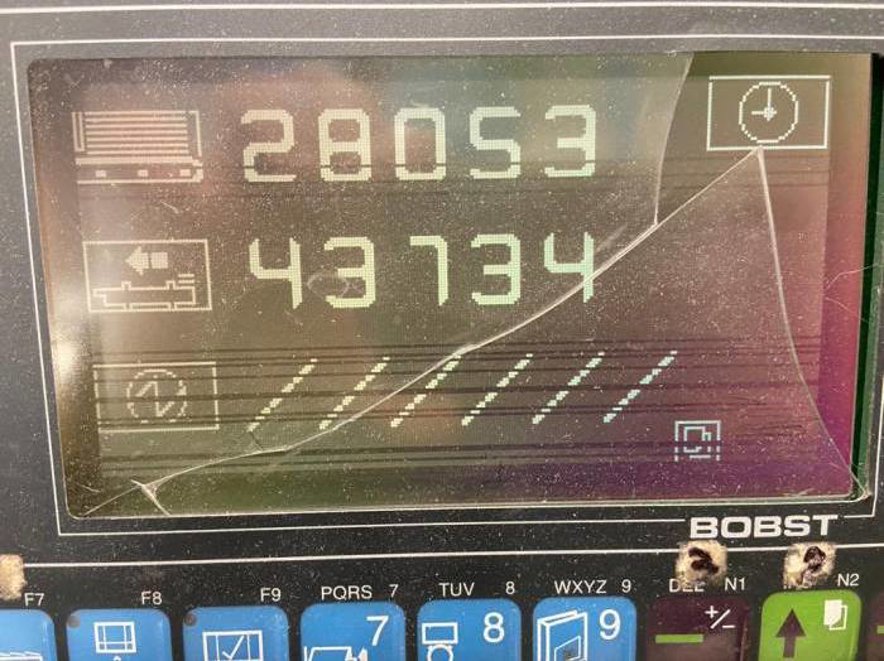 28053
43734
//////
BOBST
F7 F8 F9 PQRS 7 TUV 8 WXYZ 9 N1 N2
7 8 9 +/-